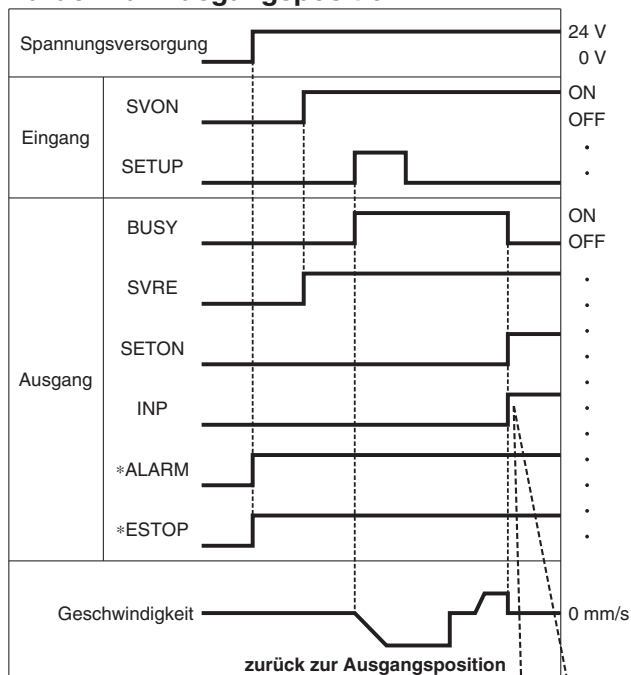 Spannungsversorgung
24 V
0 V
Eingang
SVON
ON
OFF
SETUP
Ausgang
BUSY
ON
OFF
SVRE
SETON
INP
*ALARM
*ESTOP
Geschwindigkeit
0 mm/s
zurück zur Ausgangsposition